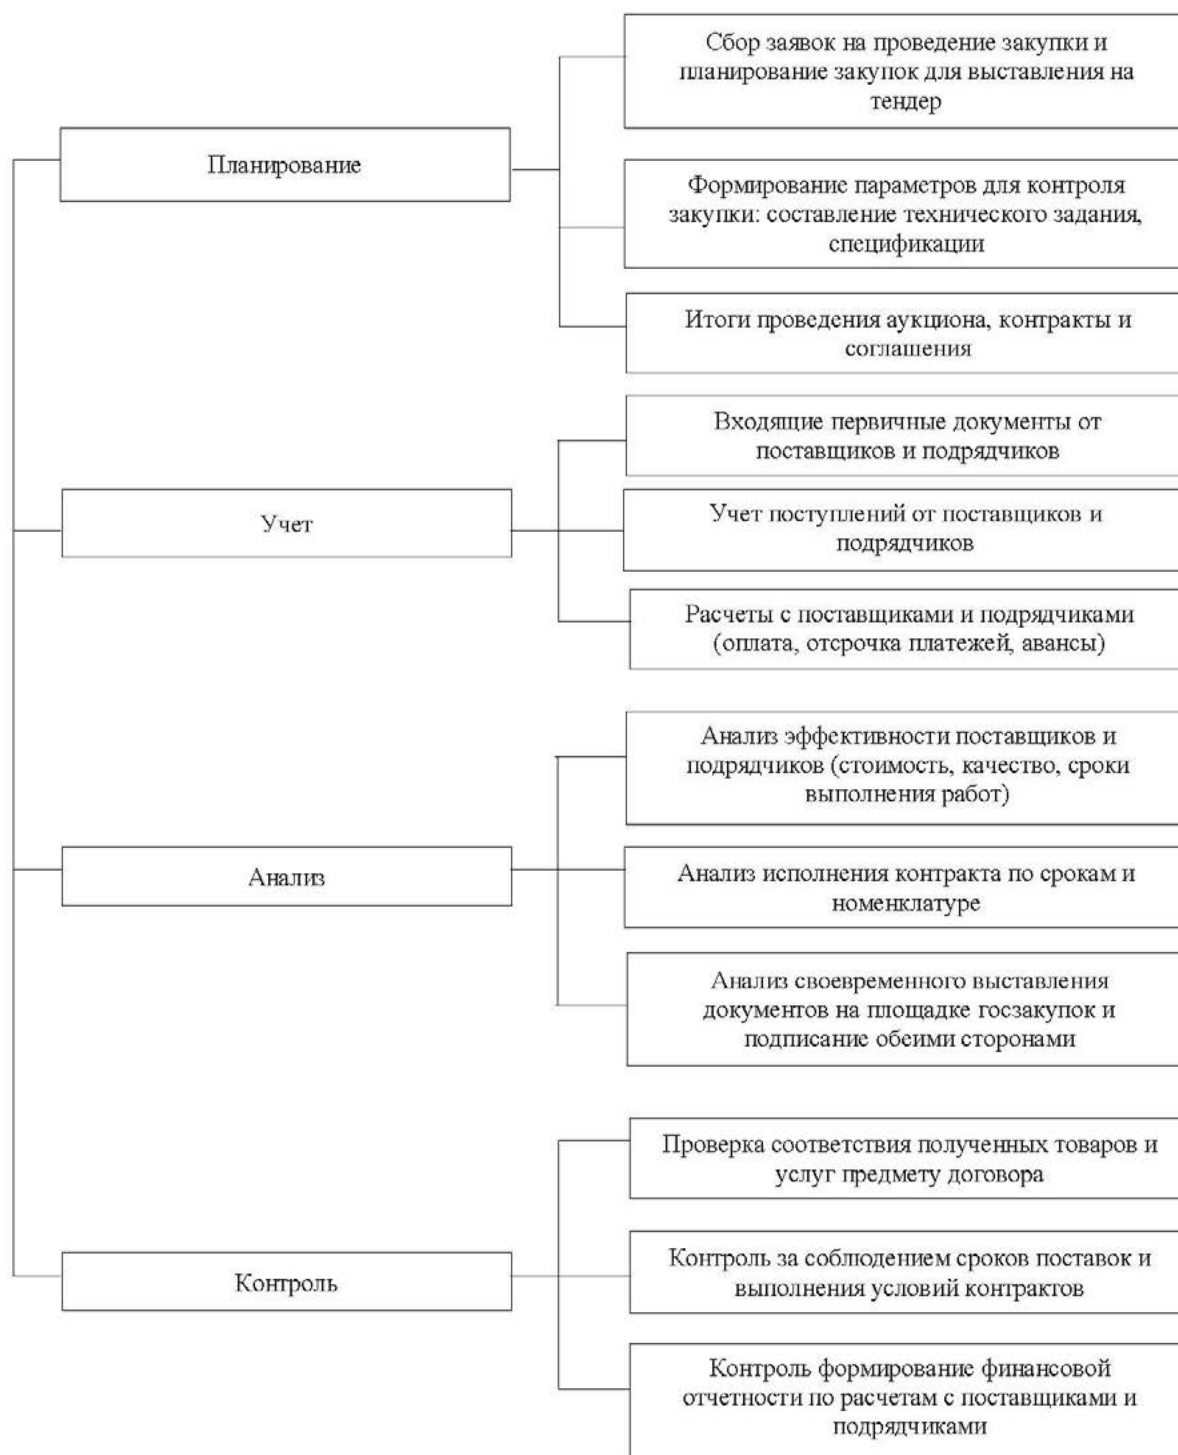 Сбор заявок на проведение закупки и
планирование закупок для выставления на
тендер
Планирование
Формирование параметров для контроля
закупки: составление технического задания,
спецификации
Итоги проведения аукциона, контракты и
соглашения
Входящие первичные документы от
поставщиков и подрядчиков
Учет
Учет поступлений от поставщиков и
подрядчиков
Расчеты с поставщиками и подрядчиками
(оплата, отсрочка платежей, авансы)
Анализ эффективности поставщиков и
подрядчиков (стоимость, качество, сроки
выполнения работ)
Анализ
Анализ исполнения контракта по срокам и
номенклатуре
Анализ своевременного выставления
документов на площадке госзакупок и
подписание обеими сторонами
Проверка соответствия полученных товаров и
услуг предмету договора
Контроль
Контроль за соблюдением сроков поставок и
выполнения условий контрактов
Контроль формирование финансовой
отчетности по расчетам с поставщиками и
подрядчиками